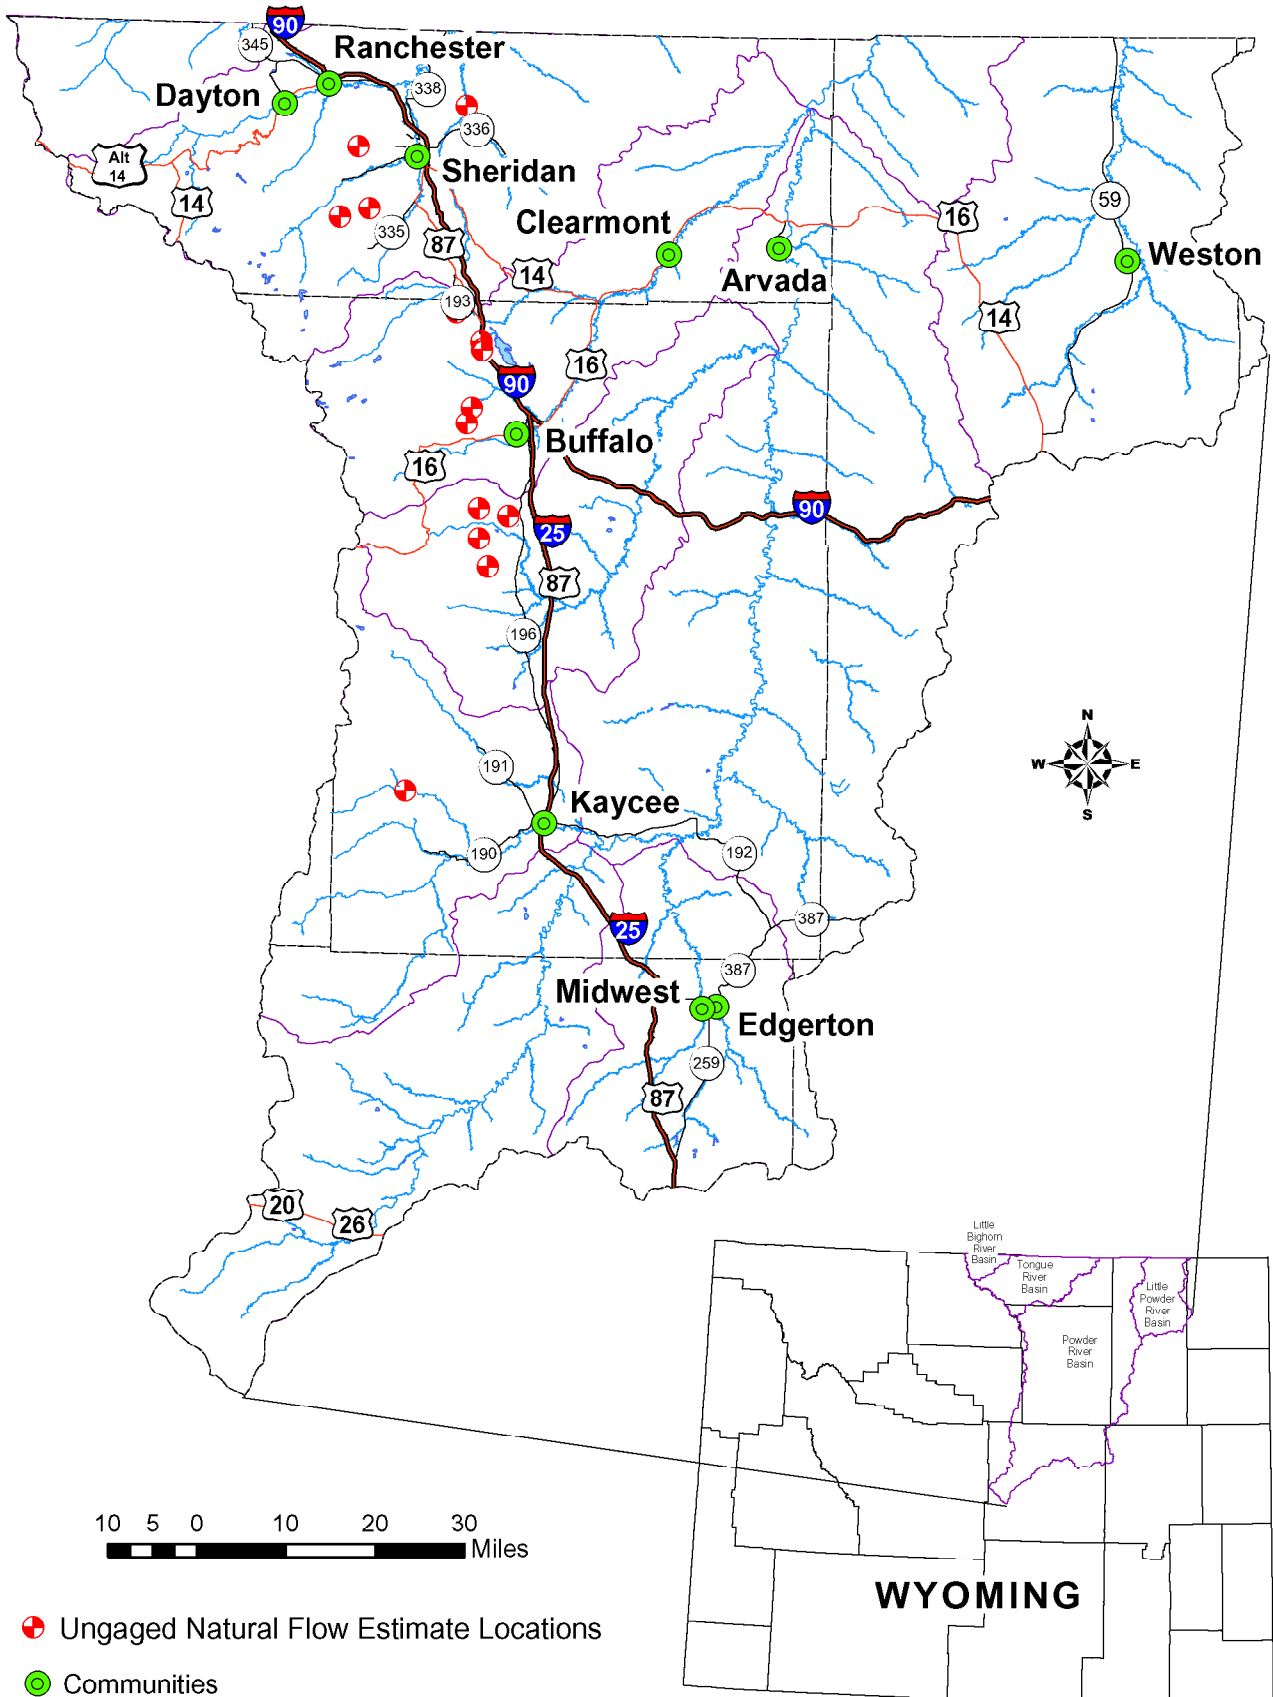 90
345
Ranchester
338
Dayton
336
Alt
14
Sheridan
14
Clearmont
335
87
16
59
14
Arvada
Weston
193
14
16
90
Buffalo
16
90
25
87
196
N
W
E
S
191
Kaycee
190
192
25
387
387
Midwest
Edgerton
259
87
20
26
Little
Bighorn
River
Basin
Tongue
River
Basin
Little
Powder
River
Basin
Powder
River
Basin
10 5 0 10 20 30
Miles
WYOMING
Ungaged Natural Flow Estimate Locations
Communities